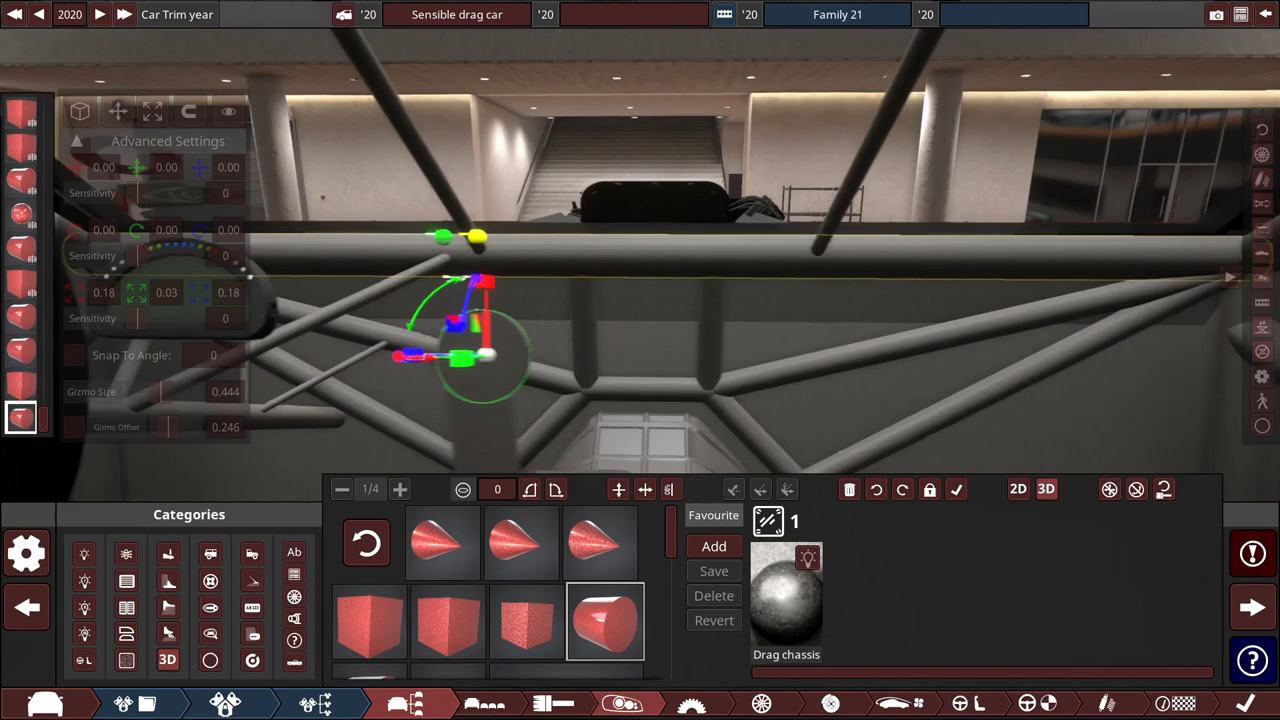 2020 Car Trim year '20 Sensible drag car '20 '20 Family 21 '20
Advanced Settings
0.00 0.00 0.00
Sensitivity 0
0.00 0.00 0.00
Sensitivity 0
0.18 0.03 0.18
Sensitivity 0
Snap To Angle: 0
Gizmo Size 0.444
Gizmo Offset 0.246
1/4 0 2D 3D
Categories
Ab
L 3D
Favourite 1
Add
Save
Delete
Revert
Drag chassis